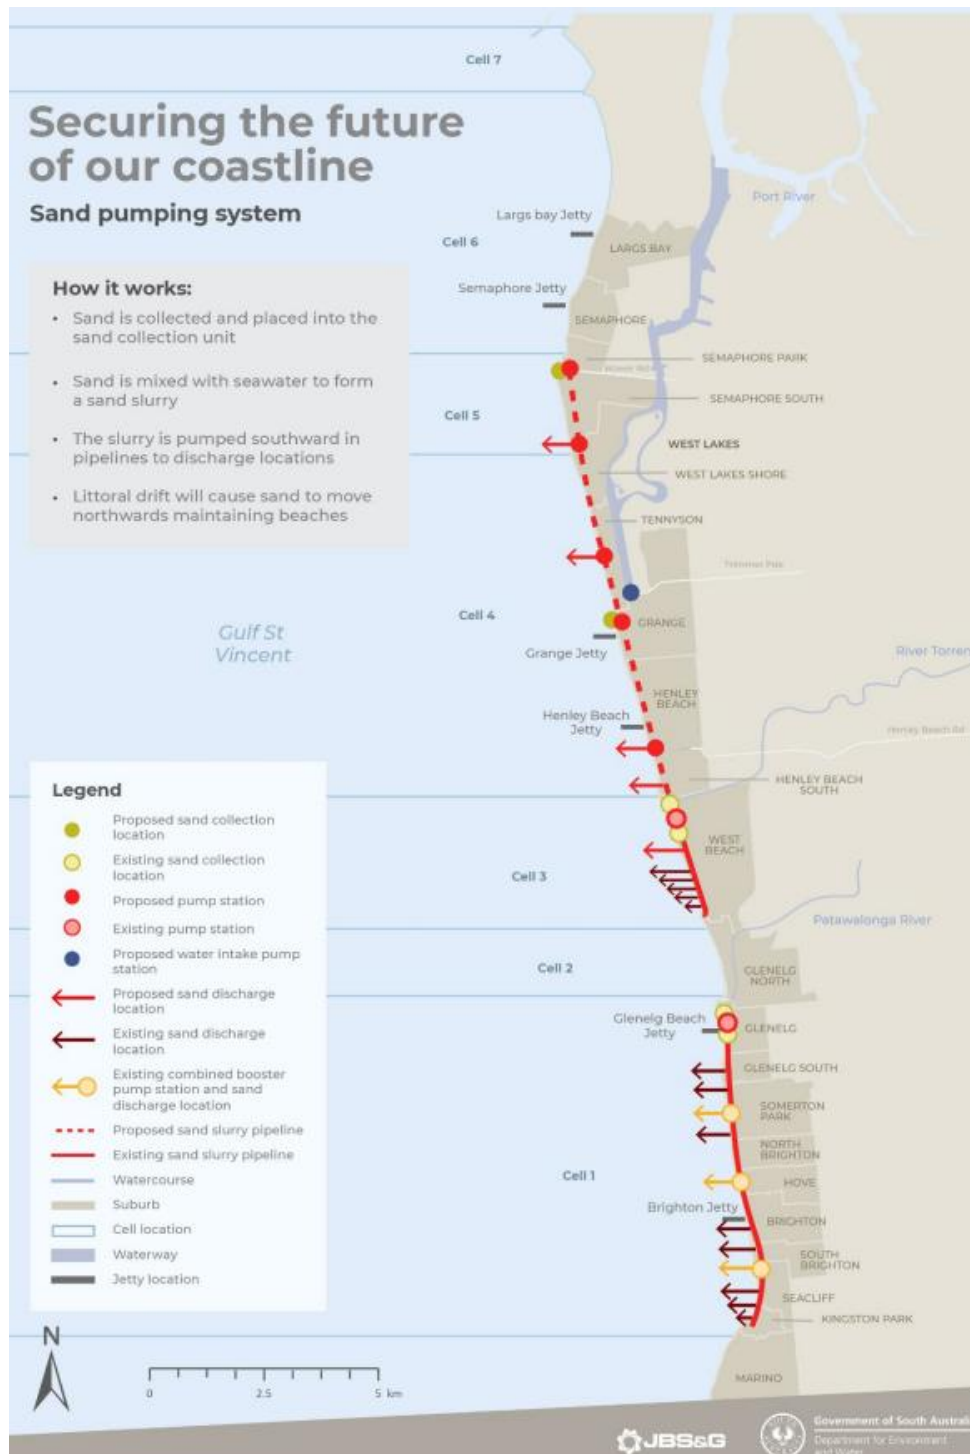 Cell 7
Securing the future
of our coastline
Sand pumping system
Port River
Largs bay Jetty
Cell 6
LARGS BAY
How it works:
• Sand is collected and placed into the
sand collection unit
• Sand is mixed with seawater to form
a sand slurry
• The slurry is pumped southward in
pipelines to discharge locations
• Littoral drift will cause sand to move
northwards maintaining beaches
Semaphore Jetty
SEMAPHORE
SEMAPHORE PARK
SEMAPHORE SOUTH
Cell 5
WEST LAKES
WEST LAKES SHORE
TENNYSON
Cell 4
GRANGE
Gulf St
Vincent
Grange Jetty
River Torren
HENLEY
BEACH
Henley Beach
Jetty
Henley Beach Rd
HENLEY BEACH
SOUTH
WEST
BEACH
Cell 3
Patawalonga River
Cell 2
GLENELG
NORTH
Glenelg Beach
Jetty
GLENELG
GLENELG SOUTH
SOMERTON
PARK
NORTH
BRIGHTON
Cell 1
HOVE
Brighton Jetty
BRIGHTON
SOUTH
BRIGHTON
SEACLIFF
KINGSTON PARK
MARINO
Legend
Proposed sand collection
location
Existing sand collection
location
Proposed pump station
Existing pump station
Proposed water intake pump
station
Proposed sand discharge
location
Existing sand discharge
location
Existing combined booster
pump station and sand
discharge location
Proposed sand slurry pipeline
Existing sand slurry pipeline
Watercourse
Suburb
Cell location
Waterway
Jetty location
N
0 2.5 5 km
JBS&G
Government of South Austral
Department for Environment
and Water